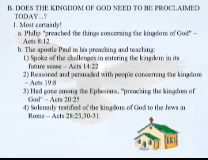 B. DOES THE KINGDOM OF GOD NEED TO BE PROCLAIMED
TODAY..?
1. Most certainly!
a. Philip "preached the things concerning the kingdom of God" –
Acts 8:12
b. The apostle Paul in his preaching and teaching:
1) Spoke of the challenges in entering the kingdom in its
future sense – Acts 14:22
2) Reasoned and persuaded with people concerning the kingdom
– Acts 19:8
3) Had gone among the Ephesians, "preaching the kingdom of
God" – Acts 20:25
4) Solemnly testified of the kingdom of God to the Jews in
Rome – Acts 28:23,30-31